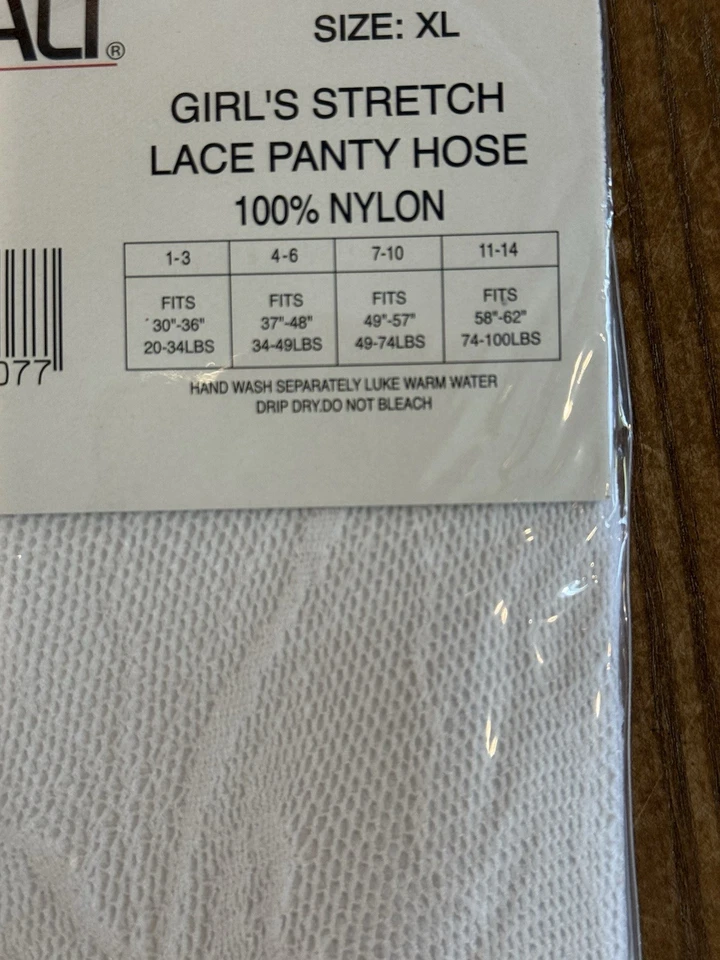 SIZE: XL
®
GIRL'S STRETCH
LACE PANTY HOSE
100% NYLON
1-3 4-6 7-10 11-14
FITS FITS FITS FITS
30"-36" 37"-48" 49"-57" 58"-62"
20-34LBS 34-49LBS 49-74LBS 74-100LBS
077
HAND WASH SEPARATELY LUKE WARM WATER
DRIP DRY.DO NOT BLEACH